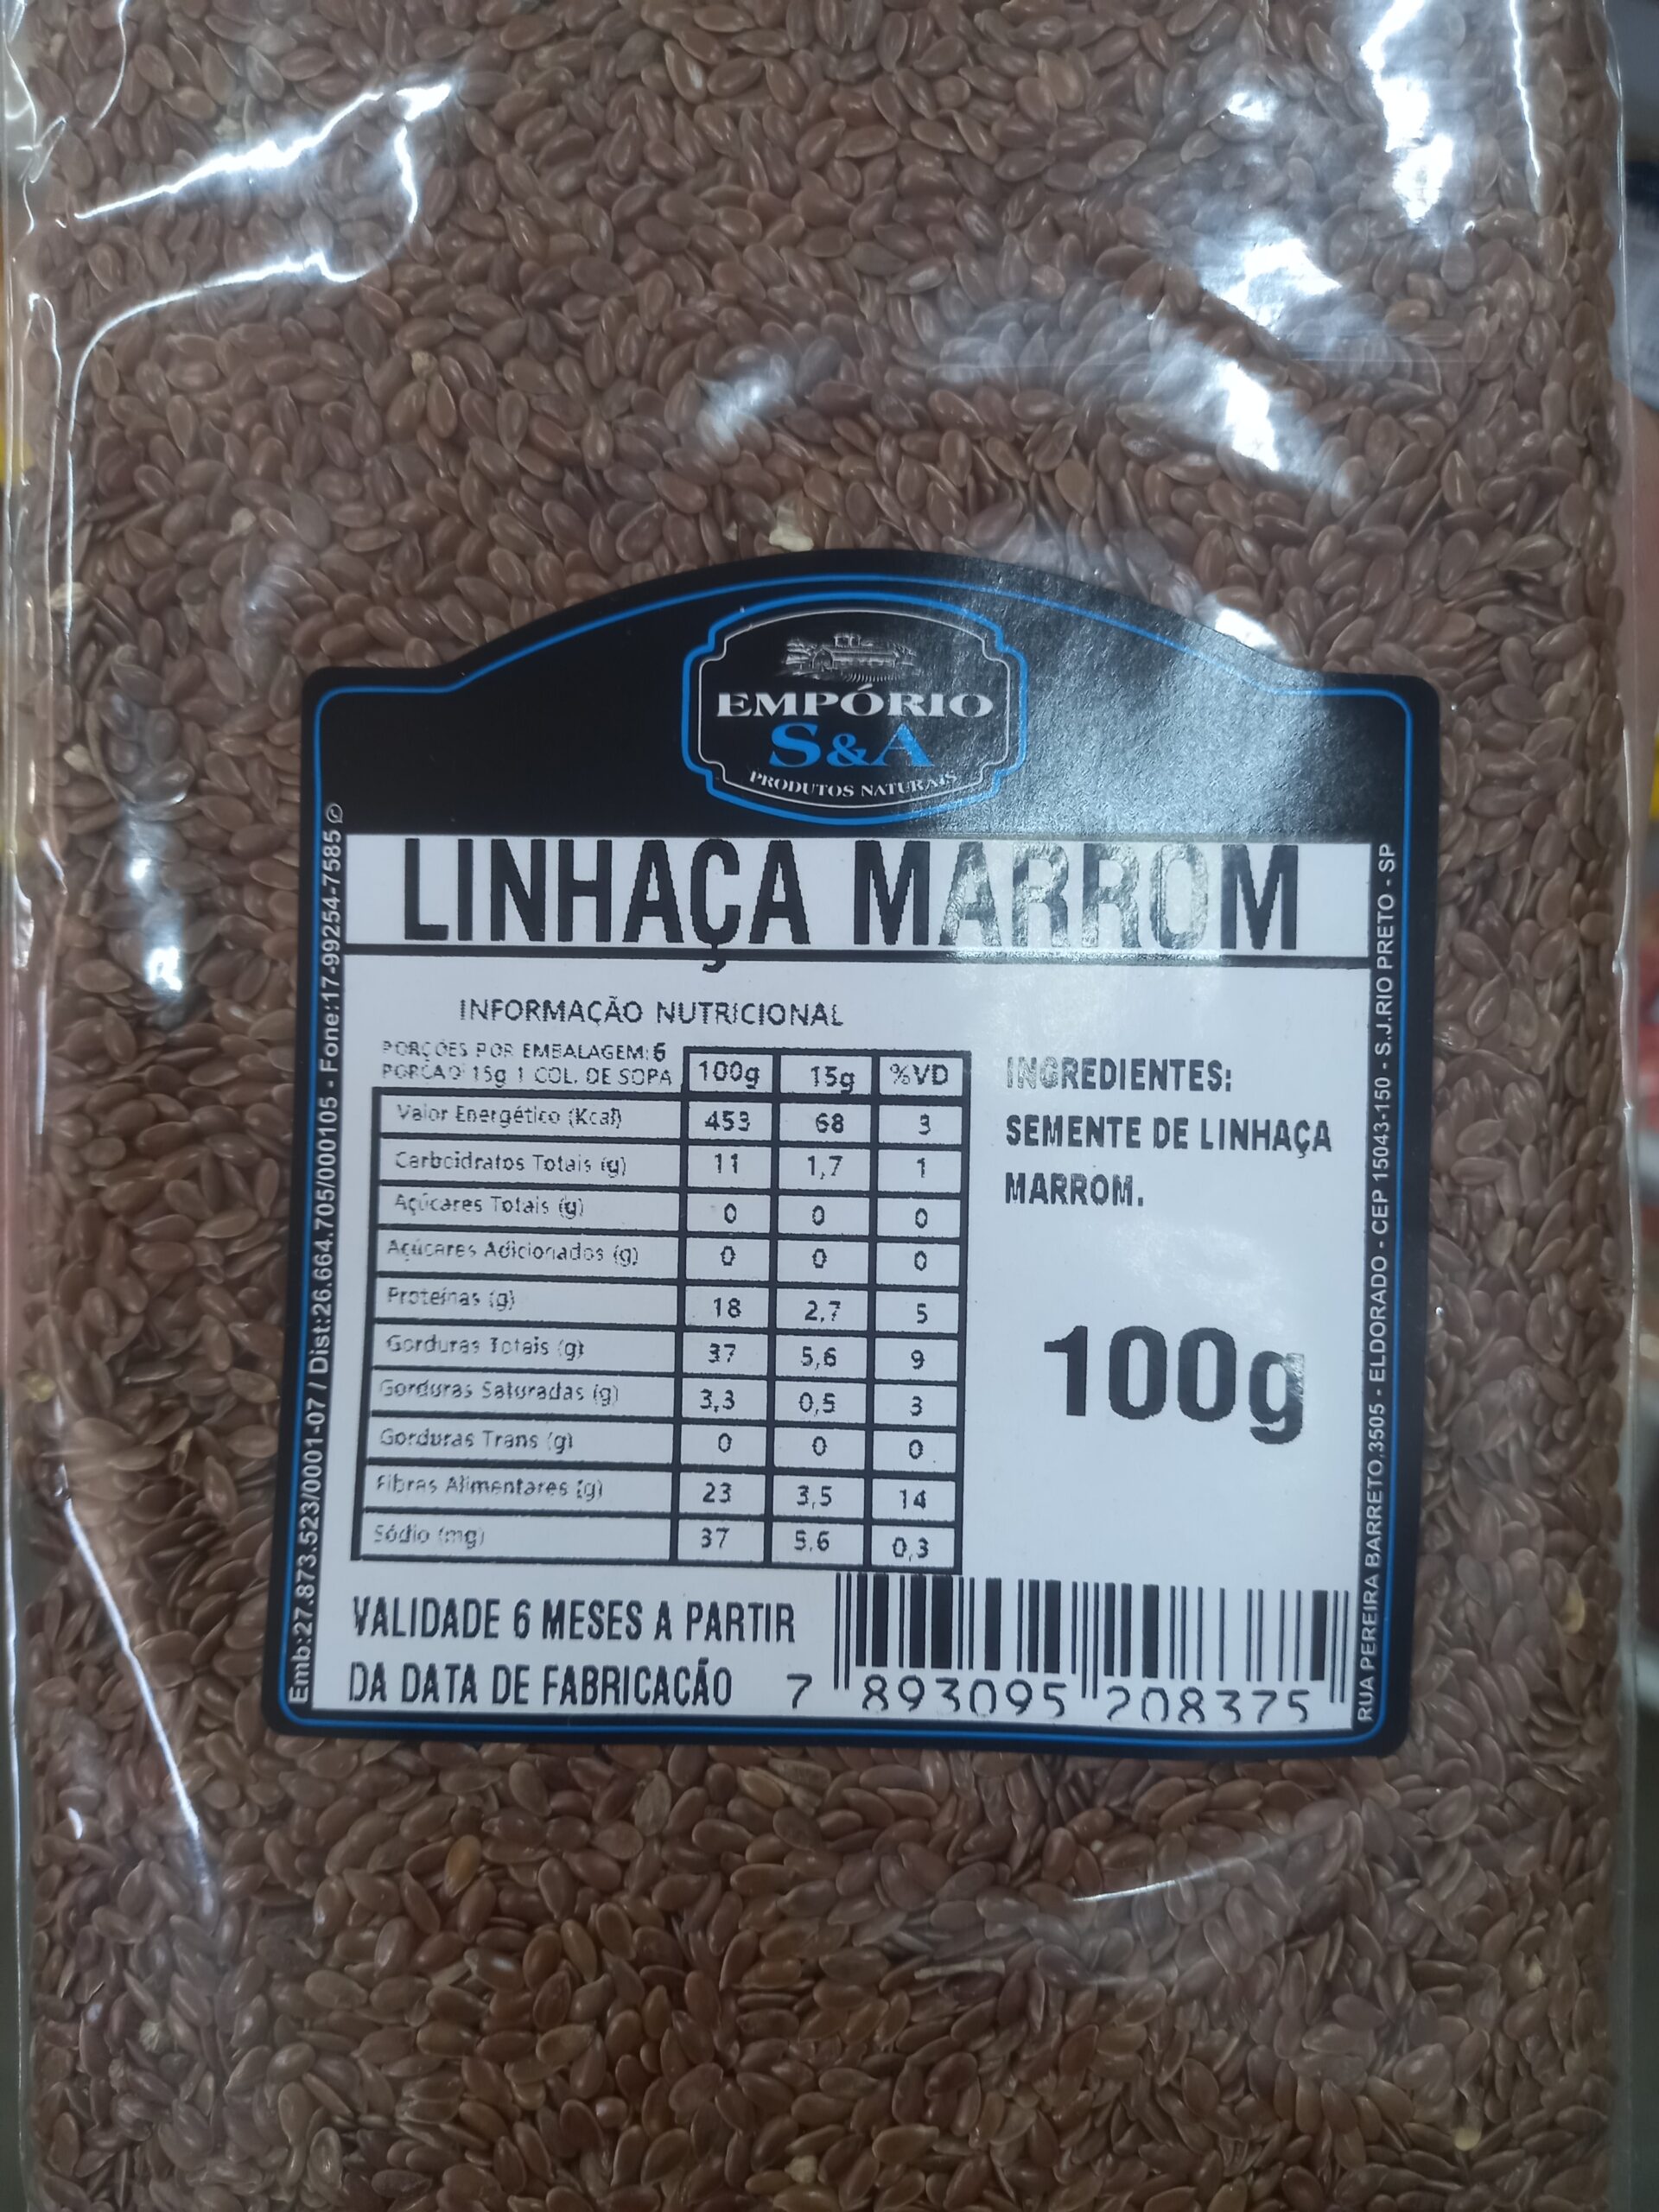 EMPÓRIO
S&A
PRODUTOS NATURAIS
LINHAÇA MARROM
INFORMAÇÃO NUTRICIONAL
PORÇÕES POR EMBALAGEM: 6
PORÇAO 15g 1 COL. DE SOPA 100g 15g %VD
Valor Energético (Kcal) 453 68 3
Carboidratos Totais (g) 11 1,7 1
Açúcares Totais (g) 0 0 0
Açúcares Adicionados (g) 0 0 0
Proteínas (g) 18 2,7 5
Gorduras Totais (g) 37 5,6 9
Gorduras Saturadas (g) 3,3 0,5 3
Gorduras Trans (g) 0 0 0
Fibras Alimentares (g) 23 3,5 14
Sódio (mg) 37 5,6 0,3
INGREDIENTES:
SEMENTE DE LINHAÇA
MARROM.
100g
VALIDADE 6 MESES A PARTIR
DA DATA DE FABRICACÃO
7 893095 208375
Emb:27.873.523/0001-07 / Dist:26.664.705/000105 - Fone:17-99254-7585
RUA PEREIRA BARRETO,3505 - ELDORADO - CEP 15043-150 - S.J.RIO PRETO - SP